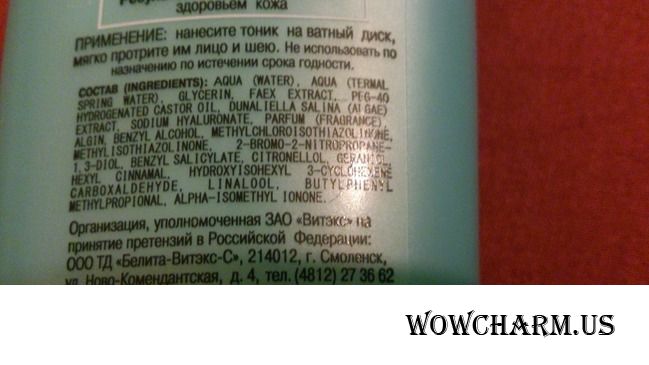 здоровьем кожа
ПРИМЕНЕНИЕ: нанесите тоник на ватный диск,
мягко протрите им лицо и шею. Не использовать по
назначению по истечении срока годности.
СОСТАВ (INGREDIENTS): AQUA (WATER), AQUA (TERMAL
SPRING WATER), GLYCERIN, FAEX EXTRACT, PEG-40
HYDROGENATED CASTOR OIL, DUNALIELLA SALINA (ALGAE)
EXTRACT, SODIUM HYALURONATE, PARFUM (FRAGRANCE),
ALGIN, BENZYL ALCOHOL, METHYLCHLOROISOTHIAZOLINONE,
METHYLISOTHIAZOLINONE, 2-BROMO-2-NITROPROPANE-
1,3-DIOL, BENZYL SALICYLATE, CITRONELLOL, GERANIOL,
HEXYL CINNAMAL, HYDROXYISOHEXYL 3-CYCLOHEXENE
CARBOXALDEHYDE, LINALOOL, BUTYLPHENYL
METHYLPROPIONAL, ALPHA-ISOMETHYL IONONE.
Организация, уполномоченная ЗАО «Витэкс» на
принятие претензий в Российской Федерации:
ООО ТД «Белита-Витэкс-С», 214012, г. Смоленск,
ул. Ново-Комендантская, д. 4, тел. (4812) 27 36 62
WOWCHARM.US